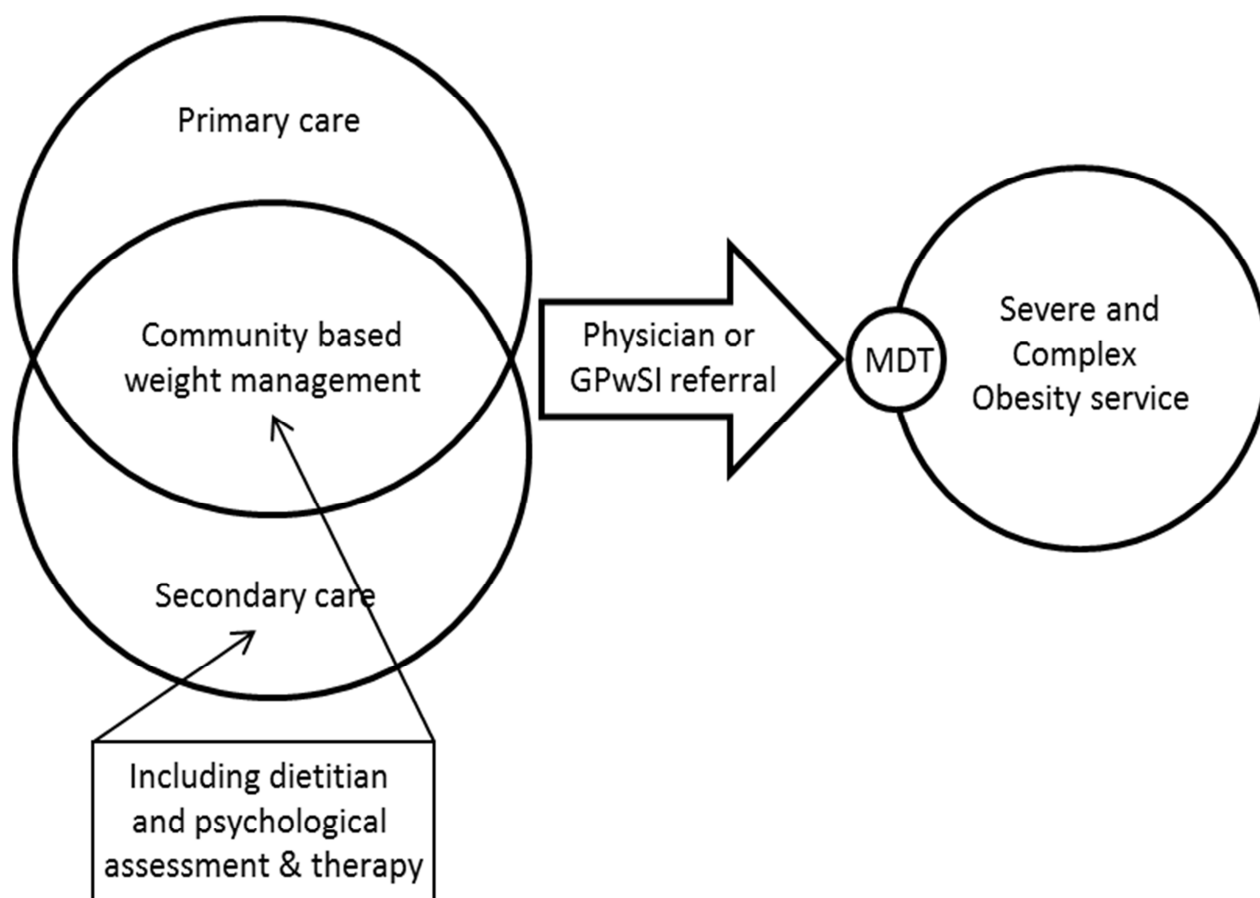 Primary care
Community based
weight management
Secondary care
Including dietitian
and psychological
assessment & therapy
Physician or
GPwSI referral
MDT
Severe and
Complex
Obesity service